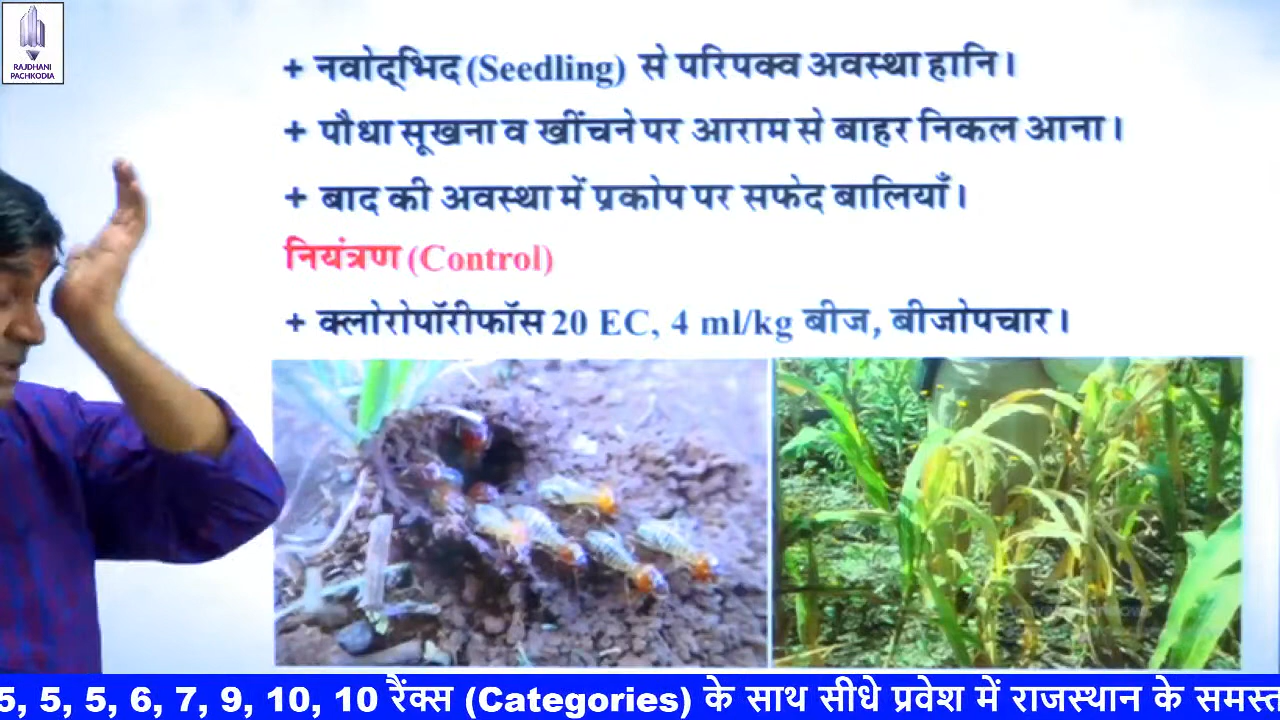 RAJDHANI
PACHKODIA
+ नवोद्भिद (Seedling) से परिपक्व अवस्था हानि।
+ पौधा सूखना व खींचने पर आराम से बाहर निकल आना।
+ बाद की अवस्था में प्रकोप पर सफेद बालियाँ।
नियंत्रण (Control)
+ क्लोरोपॉरीफॉस 20 EC, 4 ml/kg बीज, बीजोपचार।
5, 5, 5, 6, 7, 9, 10, 10 रैंक्स (Categories) के साथ सीधे प्रवेश में राजस्थान के समस्त